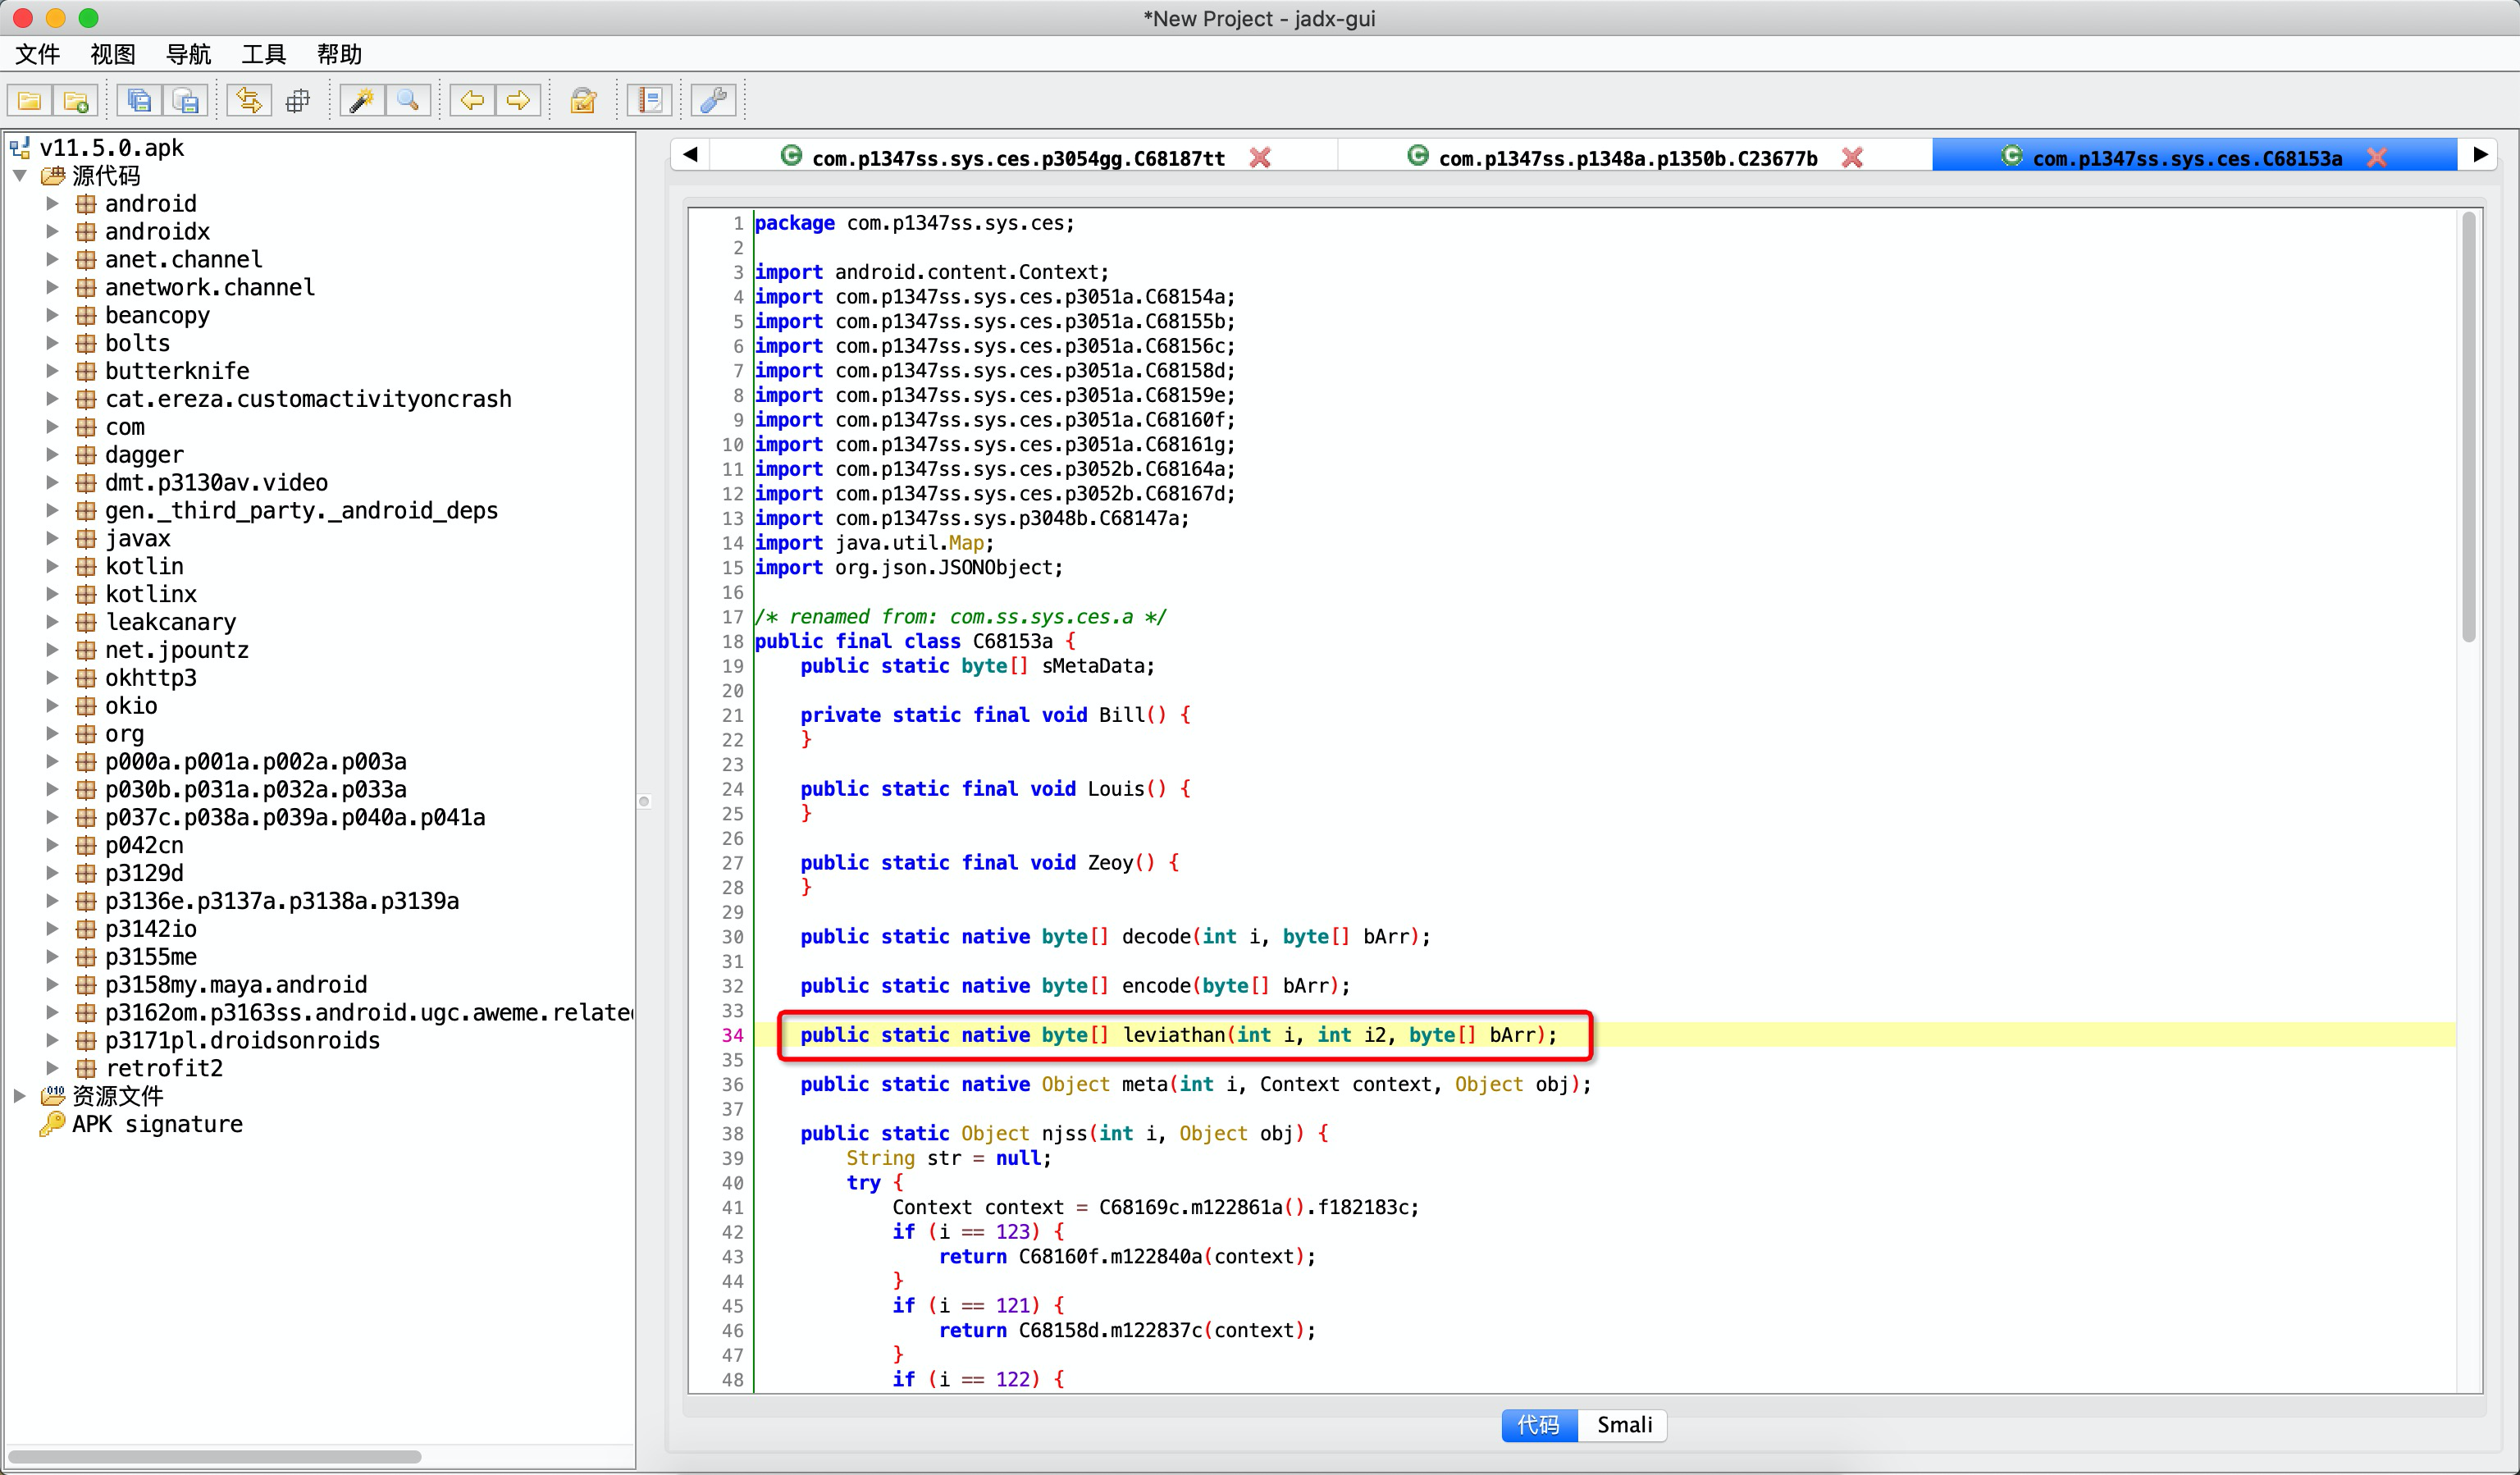 *New Project - jadx-gui
文件 视图 导航 工具 帮助
v11.5.0.apk
源代码
android
androidx
anet.channel
anetwork.channel
beancopy
bolts
butterknife
cat.ereza.customactivityoncrash
com
dagger
dmt.p3130av.video
gen._third_party._android_deps
javax
kotlin
kotlinx
leakcanary
net.jpountz
okhttp3
okio
org
p000a.p001a.p002a.p003a
p030b.p031a.p032a.p033a
p037c.p038a.p039a.p040a.p041a
p042cn
p3129d
p3136e.p3137a.p3138a.p3139a
p3142io
p3155me
p3158my.maya.android
p3162om.p3163ss.android.ugc.aweme.relate
p3171pl.droidsonroids
retrofit2
资源文件
APK signature
com.p1347ss.sys.ces.p3054gg.C68187tt com.p1347ss.p1348a.p1350b.C23677b com.p1347ss.sys.ces.C68153a
1 package com.p1347ss.sys.ces;
2
3 import android.content.Context;
4 import com.p1347ss.sys.ces.p3051a.C68154a;
5 import com.p1347ss.sys.ces.p3051a.C68155b;
6 import com.p1347ss.sys.ces.p3051a.C68156c;
7 import com.p1347ss.sys.ces.p3051a.C68158d;
8 import com.p1347ss.sys.ces.p3051a.C68159e;
9 import com.p1347ss.sys.ces.p3051a.C68160f;
10 import com.p1347ss.sys.ces.p3051a.C68161g;
11 import com.p1347ss.sys.ces.p3052b.C68164a;
12 import com.p1347ss.sys.ces.p3052b.C68167d;
13 import com.p1347ss.sys.p3048b.C68147a;
14 import java.util.Map;
15 import org.json.JSONObject;
16
17 /* renamed from: com.ss.sys.ces.a */
18 public final class C68153a {
19 public static byte[] sMetaData;
20
21 private static final void Bill() {
22 }
23
24 public static final void Louis() {
25 }
26
27 public static final void Zeoy() {
28 }
29
30 public static native byte[] decode(int i, byte[] bArr);
31
32 public static native byte[] encode(byte[] bArr);
33
34 public static native byte[] leviathan(int i, int i2, byte[] bArr);
35
36 public static native Object meta(int i, Context context, Object obj);
37
38 public static Object njss(int i, Object obj) {
39 String str = null;
40 try {
41 Context context = C68169c.m122861a().f182183c;
42 if (i == 123) {
43 return C68160f.m122840a(context);
44 }
45 if (i == 121) {
46 return C68158d.m122837c(context);
47 }
48 if (i == 122) {
代码 Smali